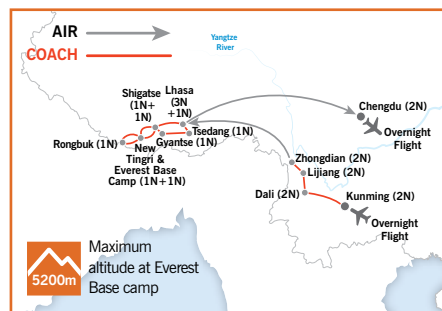 AIR
COACH
Yangtze
River
Shigatse
(1N+
1N)
Lhasa
(3N
+1N)
Chengdu (2N)
Overnight
Flight
Rongbuk (1N)
Tsedang (1N)
Gyantse (1N)
New
Tingri &
Everest Base
Camp (1N+1N)
Zhongdian (2N)
Lijiang (2N)
Dali (2N)
Kunming (2N)
Overnight
Flight
5200m
Maximum
altitude at Everest
Base camp